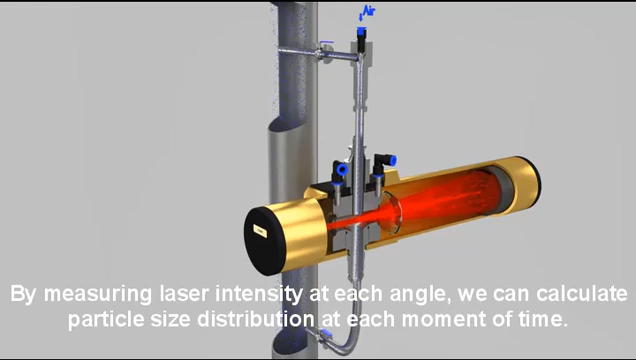 Air
By measuring laser intensity at each angle, we can calculate
particle size distribution at each moment of time.